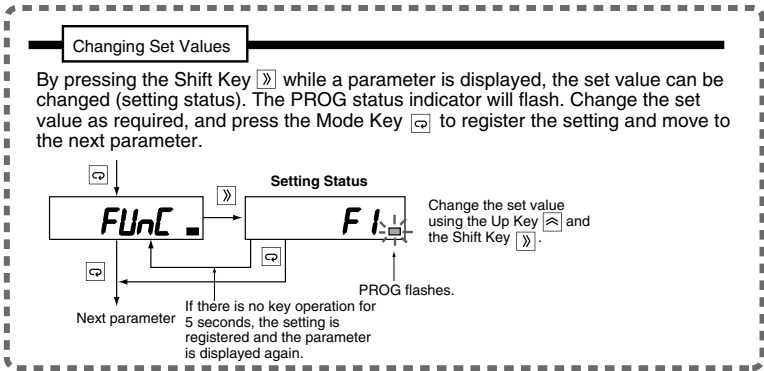 Changing Set Values
By pressing the Shift Key while a parameter is displayed, the set value can be
changed (setting status). The PROG status indicator will flash. Change the set
value as required, and press the Mode Key to register the setting and move to
the next parameter.
Setting Status
FUnC
F1
Change the set value
using the Up Key and
the Shift Key .
PROG flashes.
Next parameter
If there is no key operation for
5 seconds, the setting is
registered and the parameter
is displayed again.